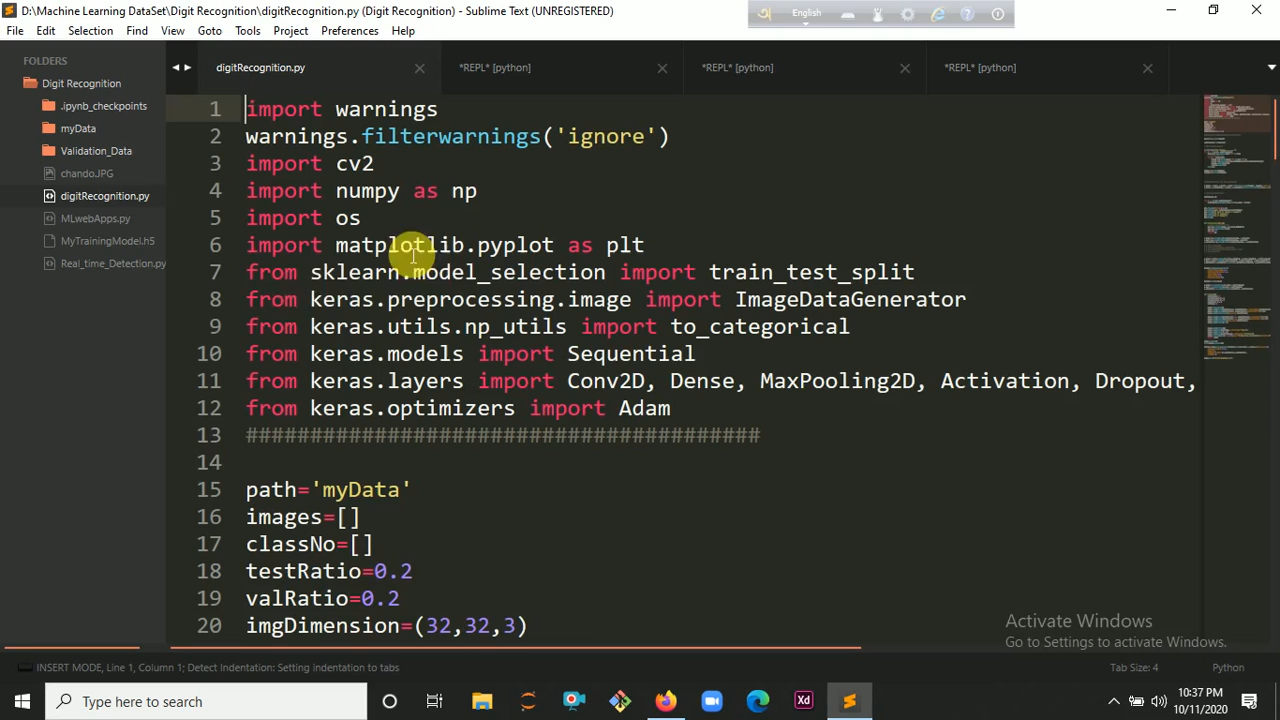 D:\Machine Learning DataSet\Digit Recognition\digitRecognition.py (Digit Recognition) - Sublime Text (UNREGISTERED)
English
File Edit Selection Find View Goto Tools Project Preferences Help
FOLDERS
Digit Recognition
.ipynb_checkpoints
myData
Validation_Data
chando.JPG
digitRecognition.py
MLwebApps.py
MyTrainingModel.h5
Real_time_Detection.py
digitRecognition.py
*REPL* [python]
*REPL* [python]
*REPL* [python]
1 import warnings
2 warnings.filterwarnings('ignore')
3 import cv2
4 import numpy as np
5 import os
6 import matplotlib.pyplot as plt
7 from sklearn.model_selection import train_test_split
8 from keras.preprocessing.image import ImageDataGenerator
9 from keras.utils.np_utils import to_categorical
10 from keras.models import Sequential
11 from keras.layers import Conv2D, Dense, MaxPooling2D, Activation, Dropout,
12 from keras.optimizers import Adam
13 ########################################
14
15 path='myData'
16 images=[]
17 classNo=[]
18 testRatio=0.2
19 valRatio=0.2
20 imgDimension=(32,32,3)
Activate Windows
Go to Settings to activate Windows.
INSERT MODE, Line 1, Column 1; Detect Indentation: Setting indentation to tabs
Tab Size: 4
Python
Type here to search
Xd
10:37 PM
10/11/2020